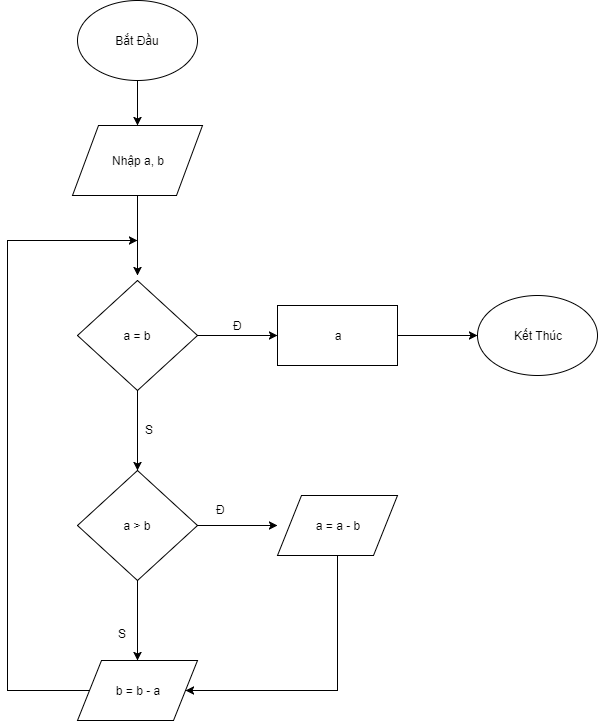 Bắt Đầu
Nhập a, b
a = b
Đ
a
Kết Thúc
S
a > b
Đ
a = a - b
S
b = b - a